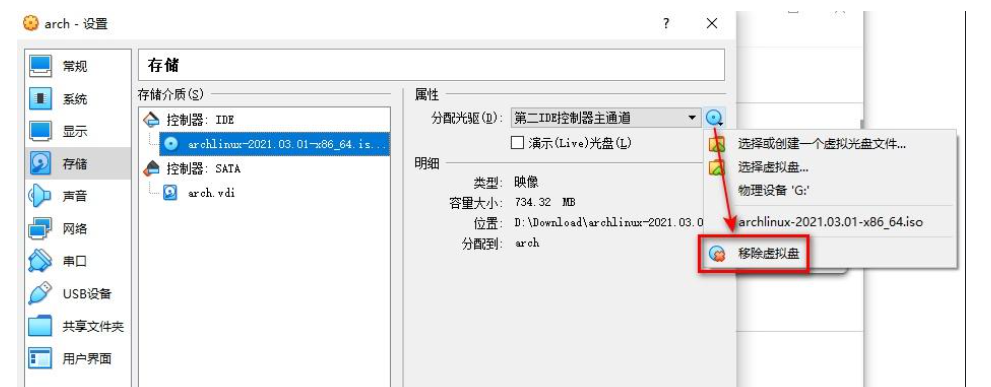 arch - 设置
? ×
常规
系统
显示
存储
声音
网络
串口
USB设备
共享文件夹
用户界面
存储
存储介质(S)
控制器: IDE
archlinux-2021.03.01-x86_64.is...
控制器: SATA
arch.vdi
属性
分配光驱(D): 第二IDE控制器主通道
演示(Live)光盘(L)
明细
类型: 映像
容量大小: 734.32 MB
位置: D:\Download\archlinux-2021.03.0
分配到: arch
选择或创建一个虚拟光盘文件...
选择虚拟盘...
物理设备 'G:'
archlinux-2021.03.01-x86_64.iso
移除虚拟盘